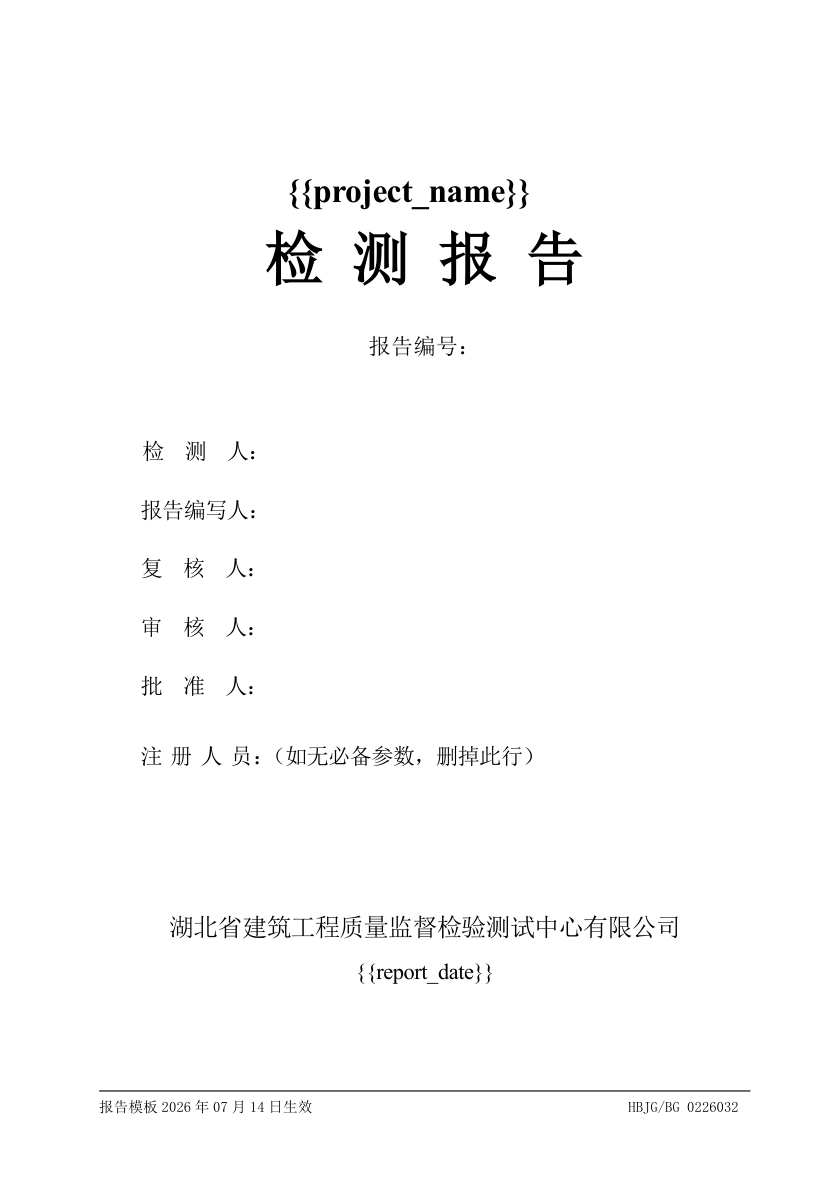 {{project_name}}
检 测 报 告
报告编号：
检 测 人：
报告编写人：
复 核 人：
审 核 人：
批 准 人：
注 册 人 员：（如无必备参数，删掉此行）
湖北省建筑工程质量监督检验测试中心有限公司
{{report_date}}
报告模板 2026 年 07 月 14 日生效 HBJG/BG 0226032